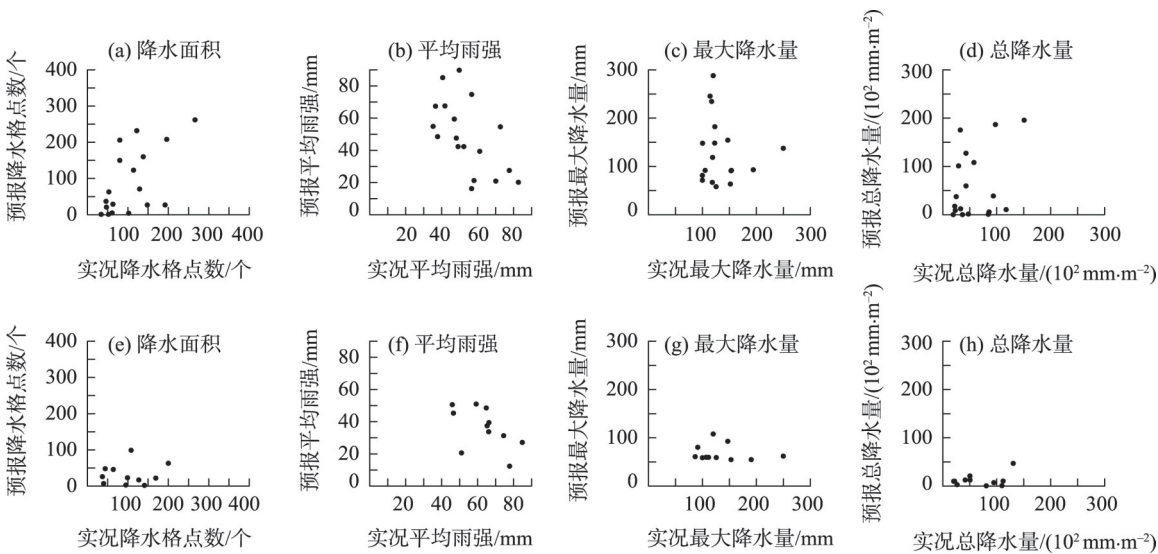 (a) 降水面积
预报降水格点数/个
400
300
200
100
0
100 200 300 400
实况降水格点数/个
(b) 平均雨强
预报平均雨强/mm
80
60
40
20
0
20 40 60 80
实况平均雨强/mm
(c) 最大降水量
预报最大降水量/mm
300
200
100
0
100 200 300
实况最大降水量/mm
(d) 总降水量
预报总降水量/(10² mm·m⁻²)
300
200
100
0
100 200 300
实况总降水量/(10² mm·m⁻²)
(e) 降水面积
预报降水格点数/个
400
300
200
100
0
100 200 300 400
实况降水格点数/个
(f) 平均雨强
预报平均雨强/mm
80
60
40
20
0
20 40 60 80
实况平均雨强/mm
(g) 最大降水量
预报最大降水量/mm
300
200
100
0
100 200 300
实况最大降水量/mm
(h) 总降水量
预报总降水量/(10² mm·m⁻²)
300
200
100
0
100 200 300
实况总降水量/(10² mm·m⁻²)